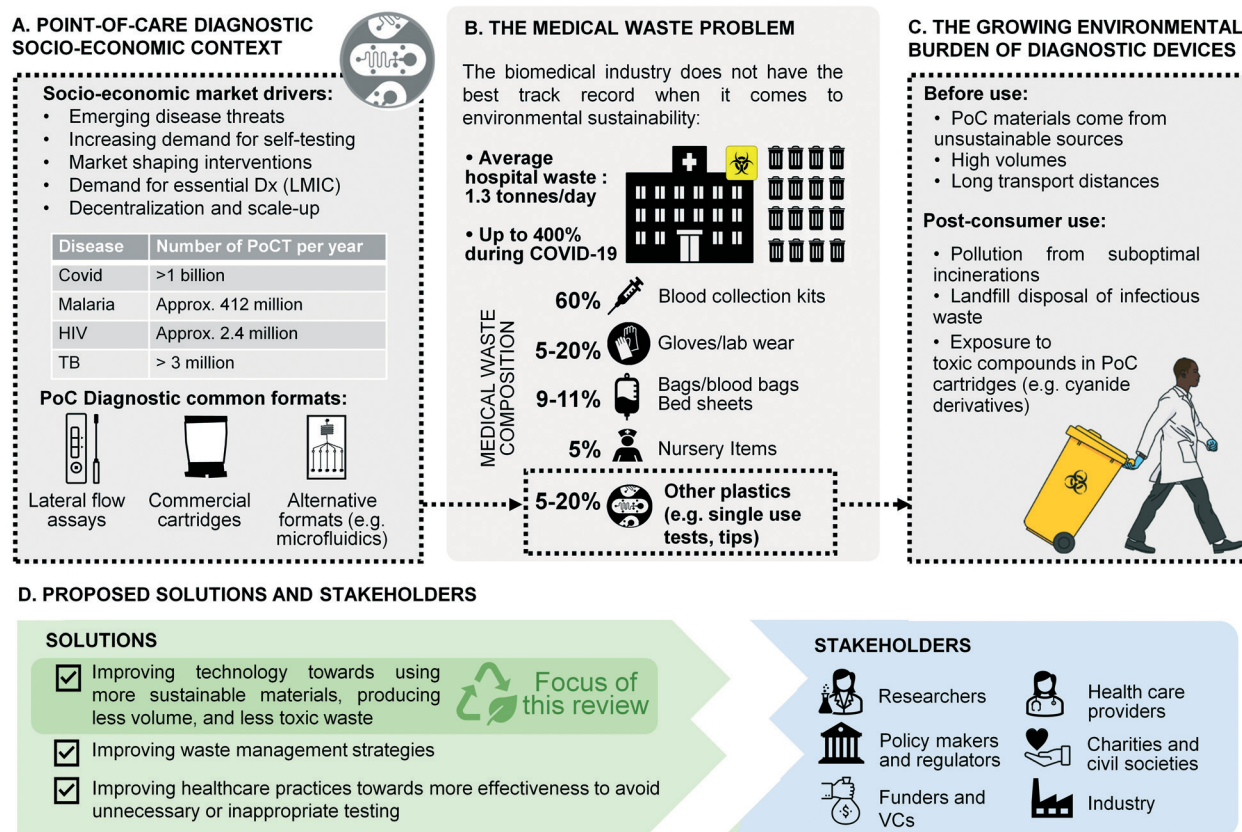 A. POINT-OF-CARE DIAGNOSTIC
SOCIO-ECONOMIC CONTEXT
Socio-economic market drivers:
• Emerging disease threats
• Increasing demand for self-testing
• Market shaping interventions
• Demand for essential Dx (LMIC)
• Decentralization and scale-up
Disease Number of PoCT per year
Covid >1 billion
Malaria Approx. 412 million
HIV Approx. 2.4 million
TB > 3 million
PoC Diagnostic common formats:
Lateral flow
assays
Commercial
cartridges
Alternative
formats (e.g.
microfluidics)
B. THE MEDICAL WASTE PROBLEM
The biomedical industry does not have the
best track record when it comes to
environmental sustainability:
• Average
hospital waste :
1.3 tonnes/day
• Up to 400%
during COVID-19
MEDICAL WASTE
COMPOSITION
60% Blood collection kits
5-20% Gloves/lab wear
9-11% Bags/blood bags
Bed sheets
5% Nursery Items
5-20% Other plastics
(e.g. single use
tests, tips)
C. THE GROWING ENVIRONMENTAL
BURDEN OF DIAGNOSTIC DEVICES
Before use:
• PoC materials come from
unsustainable sources
• High volumes
• Long transport distances
Post-consumer use:
• Pollution from suboptimal
incinerations
• Landfill disposal of infectious
waste
• Exposure to
toxic compounds in PoC
cartridges (e.g. cyanide
derivatives)
D. PROPOSED SOLUTIONS AND STAKEHOLDERS
SOLUTIONS
Improving technology towards using
more sustainable materials, producing
less volume, and less toxic waste
Focus of
this review
Improving waste management strategies
Improving healthcare practices towards more effectiveness to avoid
unnecessary or inappropriate testing
STAKEHOLDERS
Researchers
Health care
providers
Policy makers
and regulators
Charities and
civil societies
$
Funders and
VCs
Industry